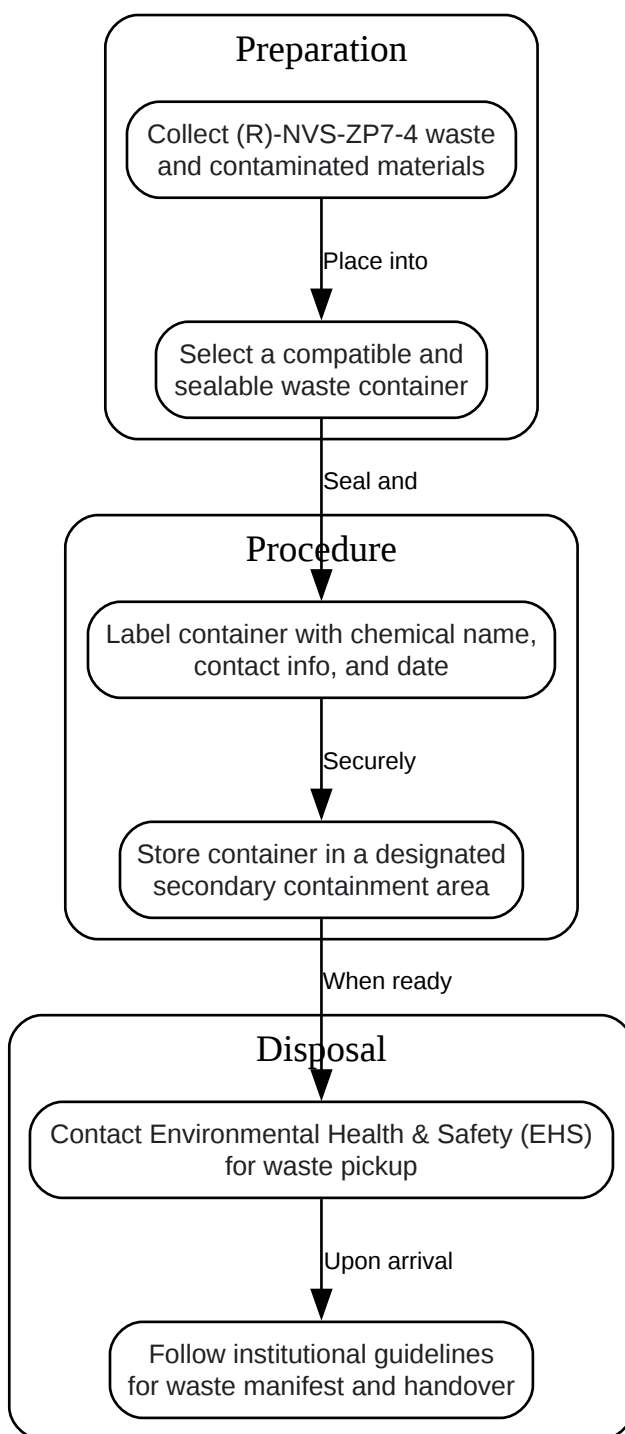 Preparation
Collect (R)-NVS-ZP7-4 waste
and contaminated materials
Place into
Select a compatible and
sealable waste container
Seal and
Procedure
Label container with chemical name,
contact info, and date
Securely
Store container in a designated
secondary containment area
When ready
Disposal
Contact Environmental Health & Safety (EHS)
for waste pickup
Upon arrival
Follow institutional guidelines
for waste manifest and handover